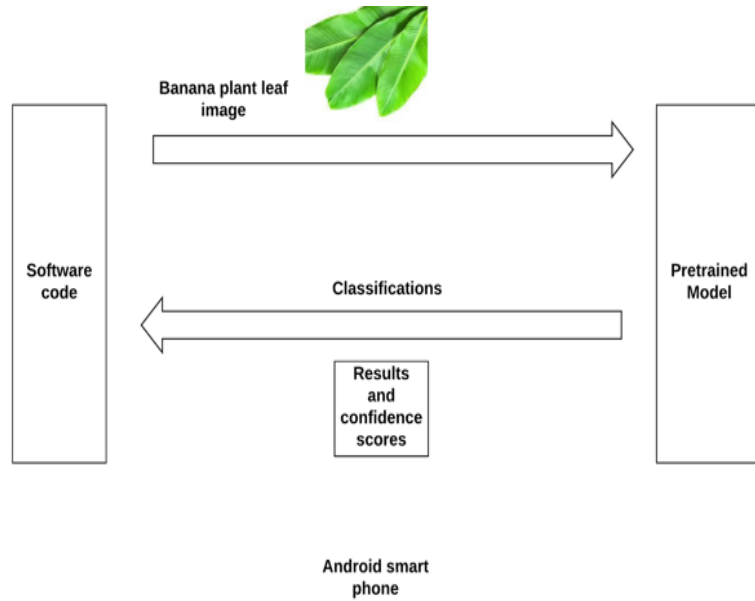 Banana plant leaf
image
Software
code
Pretrained
Model
Classifications
Results
and
confidence
scores
Android smart
phone